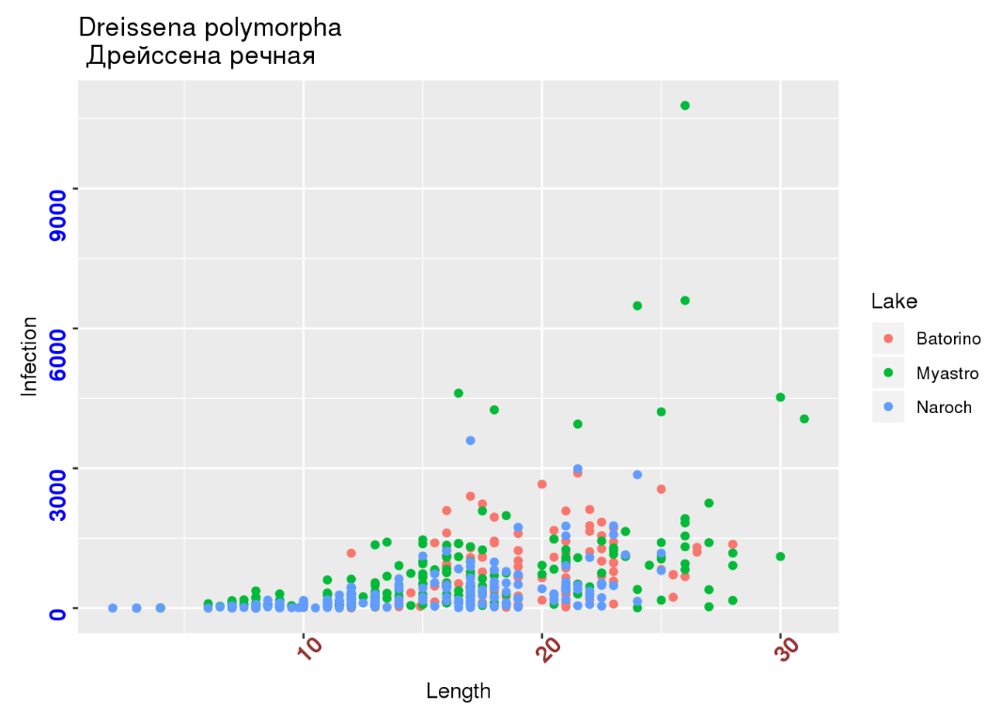 Dreissena polymorpha
Дрейссена речная
Infection
9000
6000
3000
0
10
20
30
Length
Lake
Batorino
Myastro
Naroch